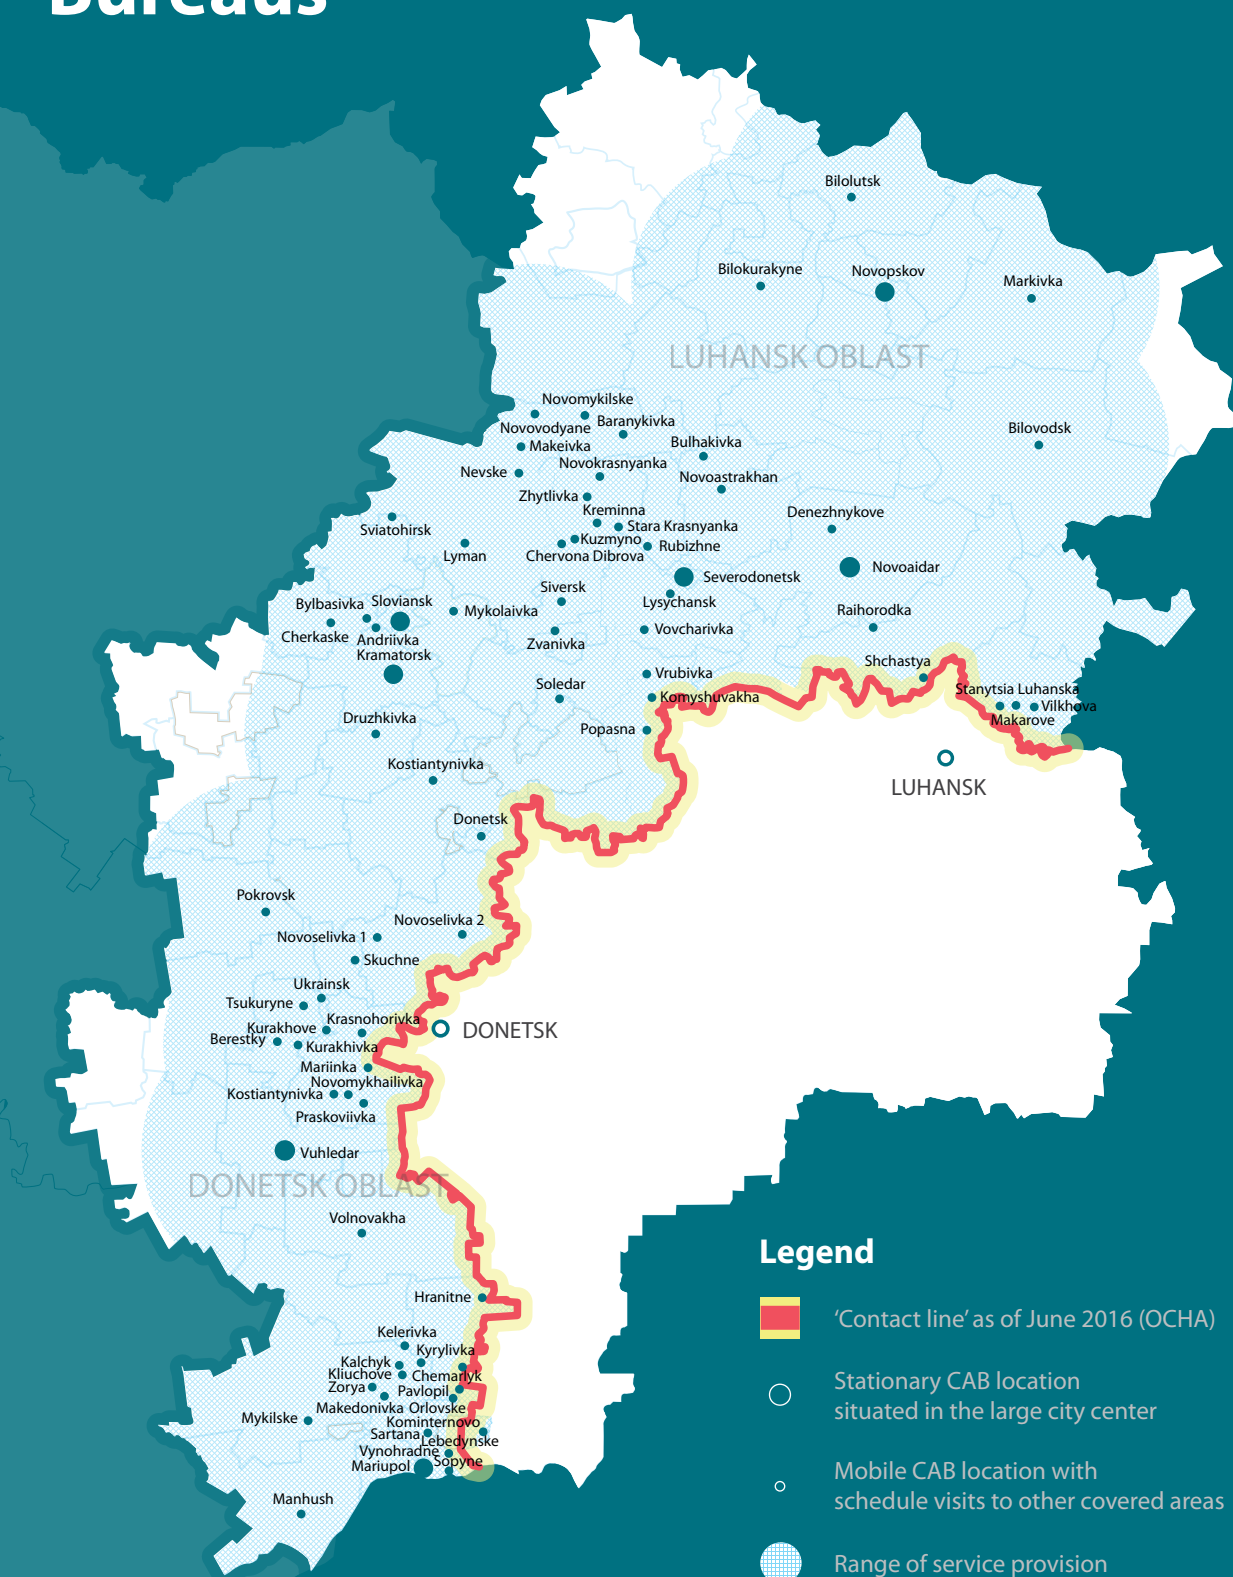 Bureaus
Bilolutsk
Bilokurakyne
Novopskov
Markivka
LUHANSK OBLAST
Novomykilske
Novovodyane
Baranykivka
Bilovodsk
Makeivka
Bulhakivka
Nevske
Novokrasnyanka
Novoastrakhan
Zhytlivka
Kreminna
Denezhnykove
Sviatohirsk
Stara Krasnyanka
Kuzmyno
Rubizhne
Lyman
Chervona Dibrova
Novoaidar
Severodonetsk
Siversk
Lysychansk
Bylbasivka
Sloviansk
Mykolaivka
Raihorodka
Cherkaske
Andriivka
Zvanivka
Vovcharivka
Kramatorsk
Shchastya
Vrubivka
Soledar
Stanytsia Luhanska
Komyshuvakha
Vilkhova
Makarove
Druzhkivka
Popasna
Kostiantynivka
LUHANSK
Donetsk
Pokrovsk
Novoselivka 2
Novoselivka 1
Skuchne
Ukrainsk
Tsukuryne
Krasnohorivka
Kurakhove
DONETSK
Berestky
Kurakhivka
Mariinka
Novomykhailivka
Kostiantynivka
Praskoviivka
Vuhledar
DONETSK OBLAST
Volnovakha
Hranitne
Kelerivka
Kyrylivka
Kalchyk
Kliuchove
Chemarlyk
Zorya
Pavlopil
Makedonivka
Orlovske
Mykilske
Kominternovo
Sartana
Lebedynske
Vynohradne
Sopyne
Mariupol
Manhush
Legend
‘Contact line’ as of June 2016 (OCHA)
Stationary CAB location
situated in the large city center
Mobile CAB location with
schedule visits to other covered areas
Range of service provision